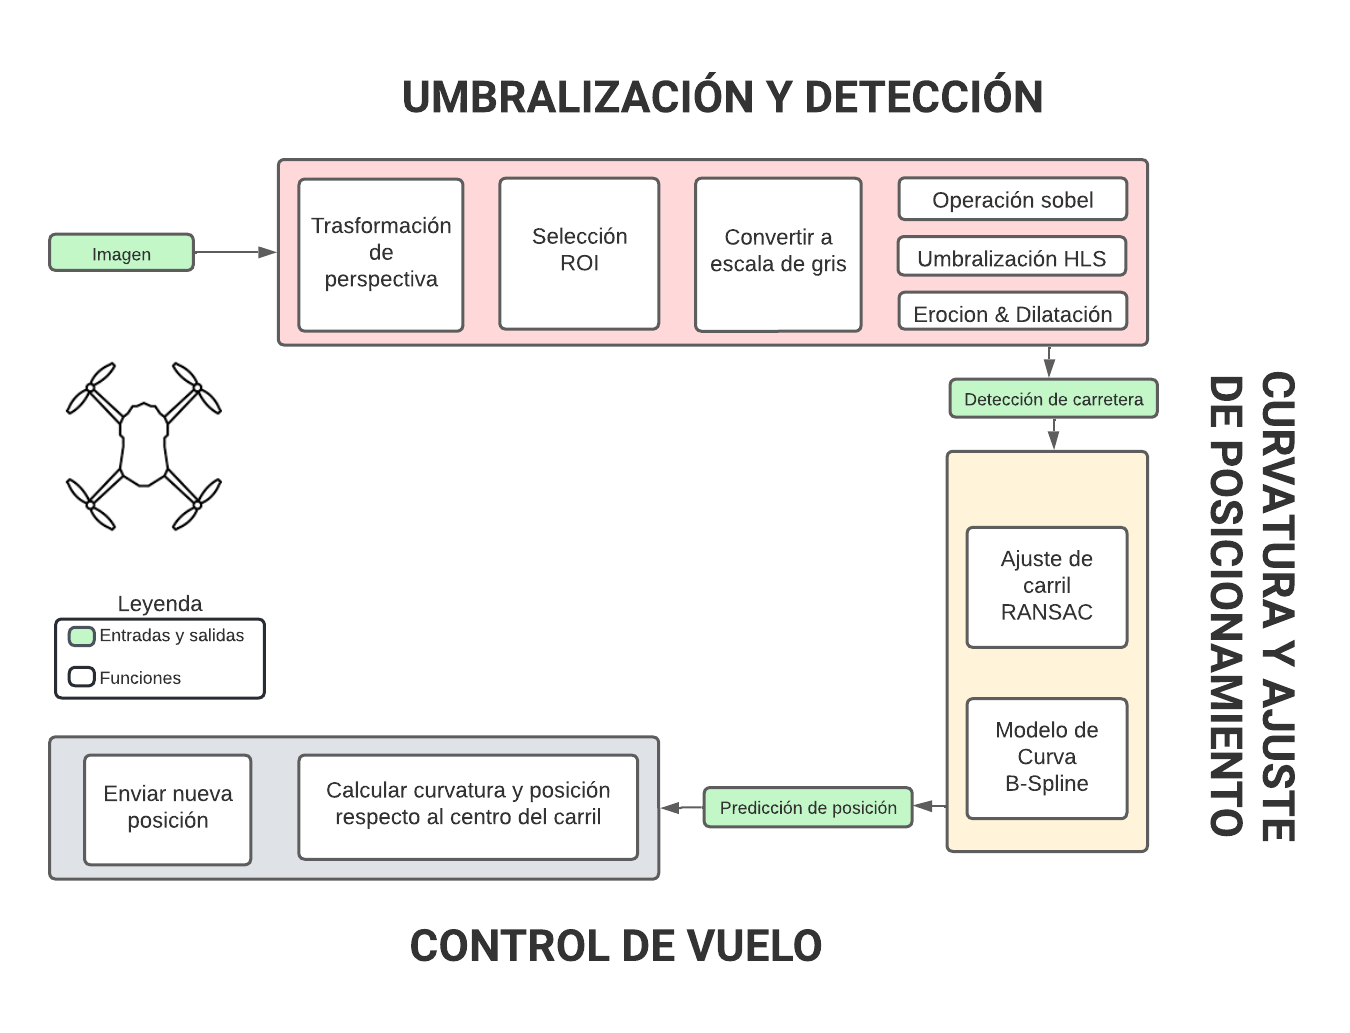 UMBRALIZACIÓN Y DETECCIÓN
Imagen
Trasformación
de
perspectiva
Selección
ROI
Convertir a
escala de gris
Operación sobel
Umbralización HLS
Erocion & Dilatación
Detección de carretera
CURVATURA Y AJUSTE
DE POSICIONAMIENTO
Ajuste de
carril
RANSAC
Modelo de
Curva
B-Spline
Leyenda
Entradas y salidas
Funciones
Predicción de posición
Calcular curvatura y posición
respecto al centro del carril
Enviar nueva
posición
CONTROL DE VUELO